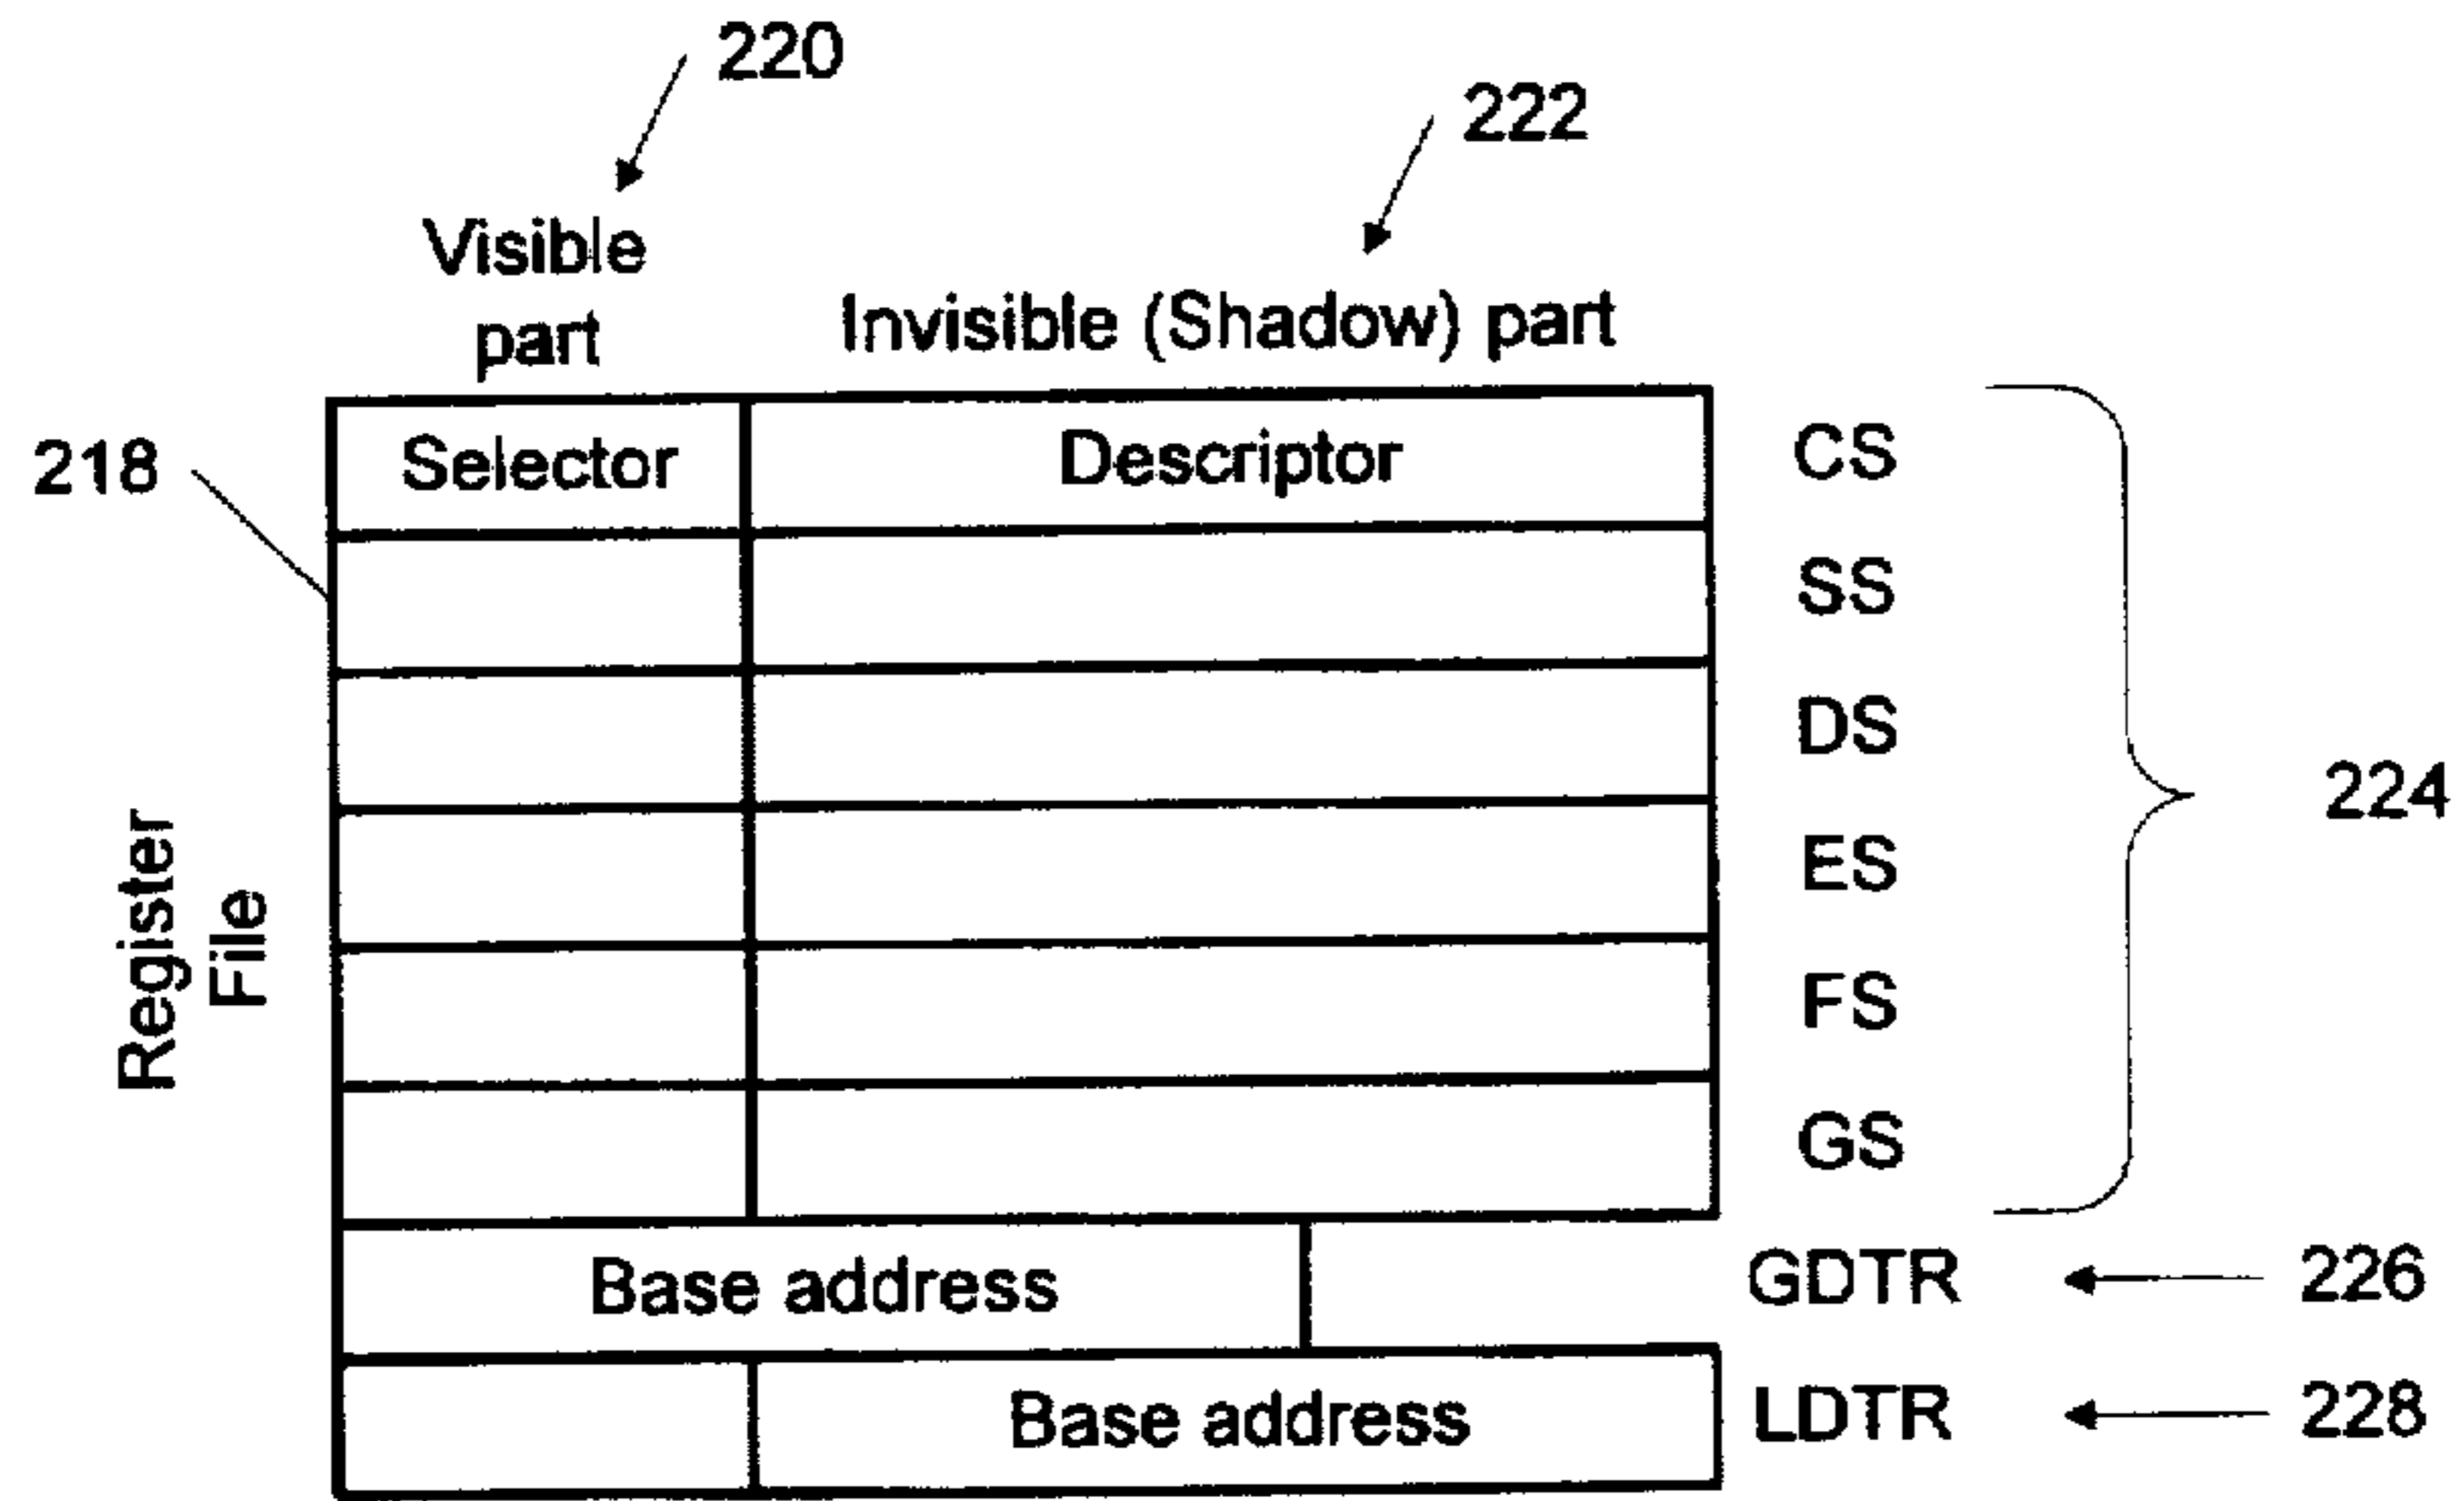 220
222
Visible
part
Invisible (Shadow) part
218
Selector
Descriptor
CS
SS
DS
ES
FS
GS
224
Register
File
Base address
GDTR
226
Base address
LDTR
228